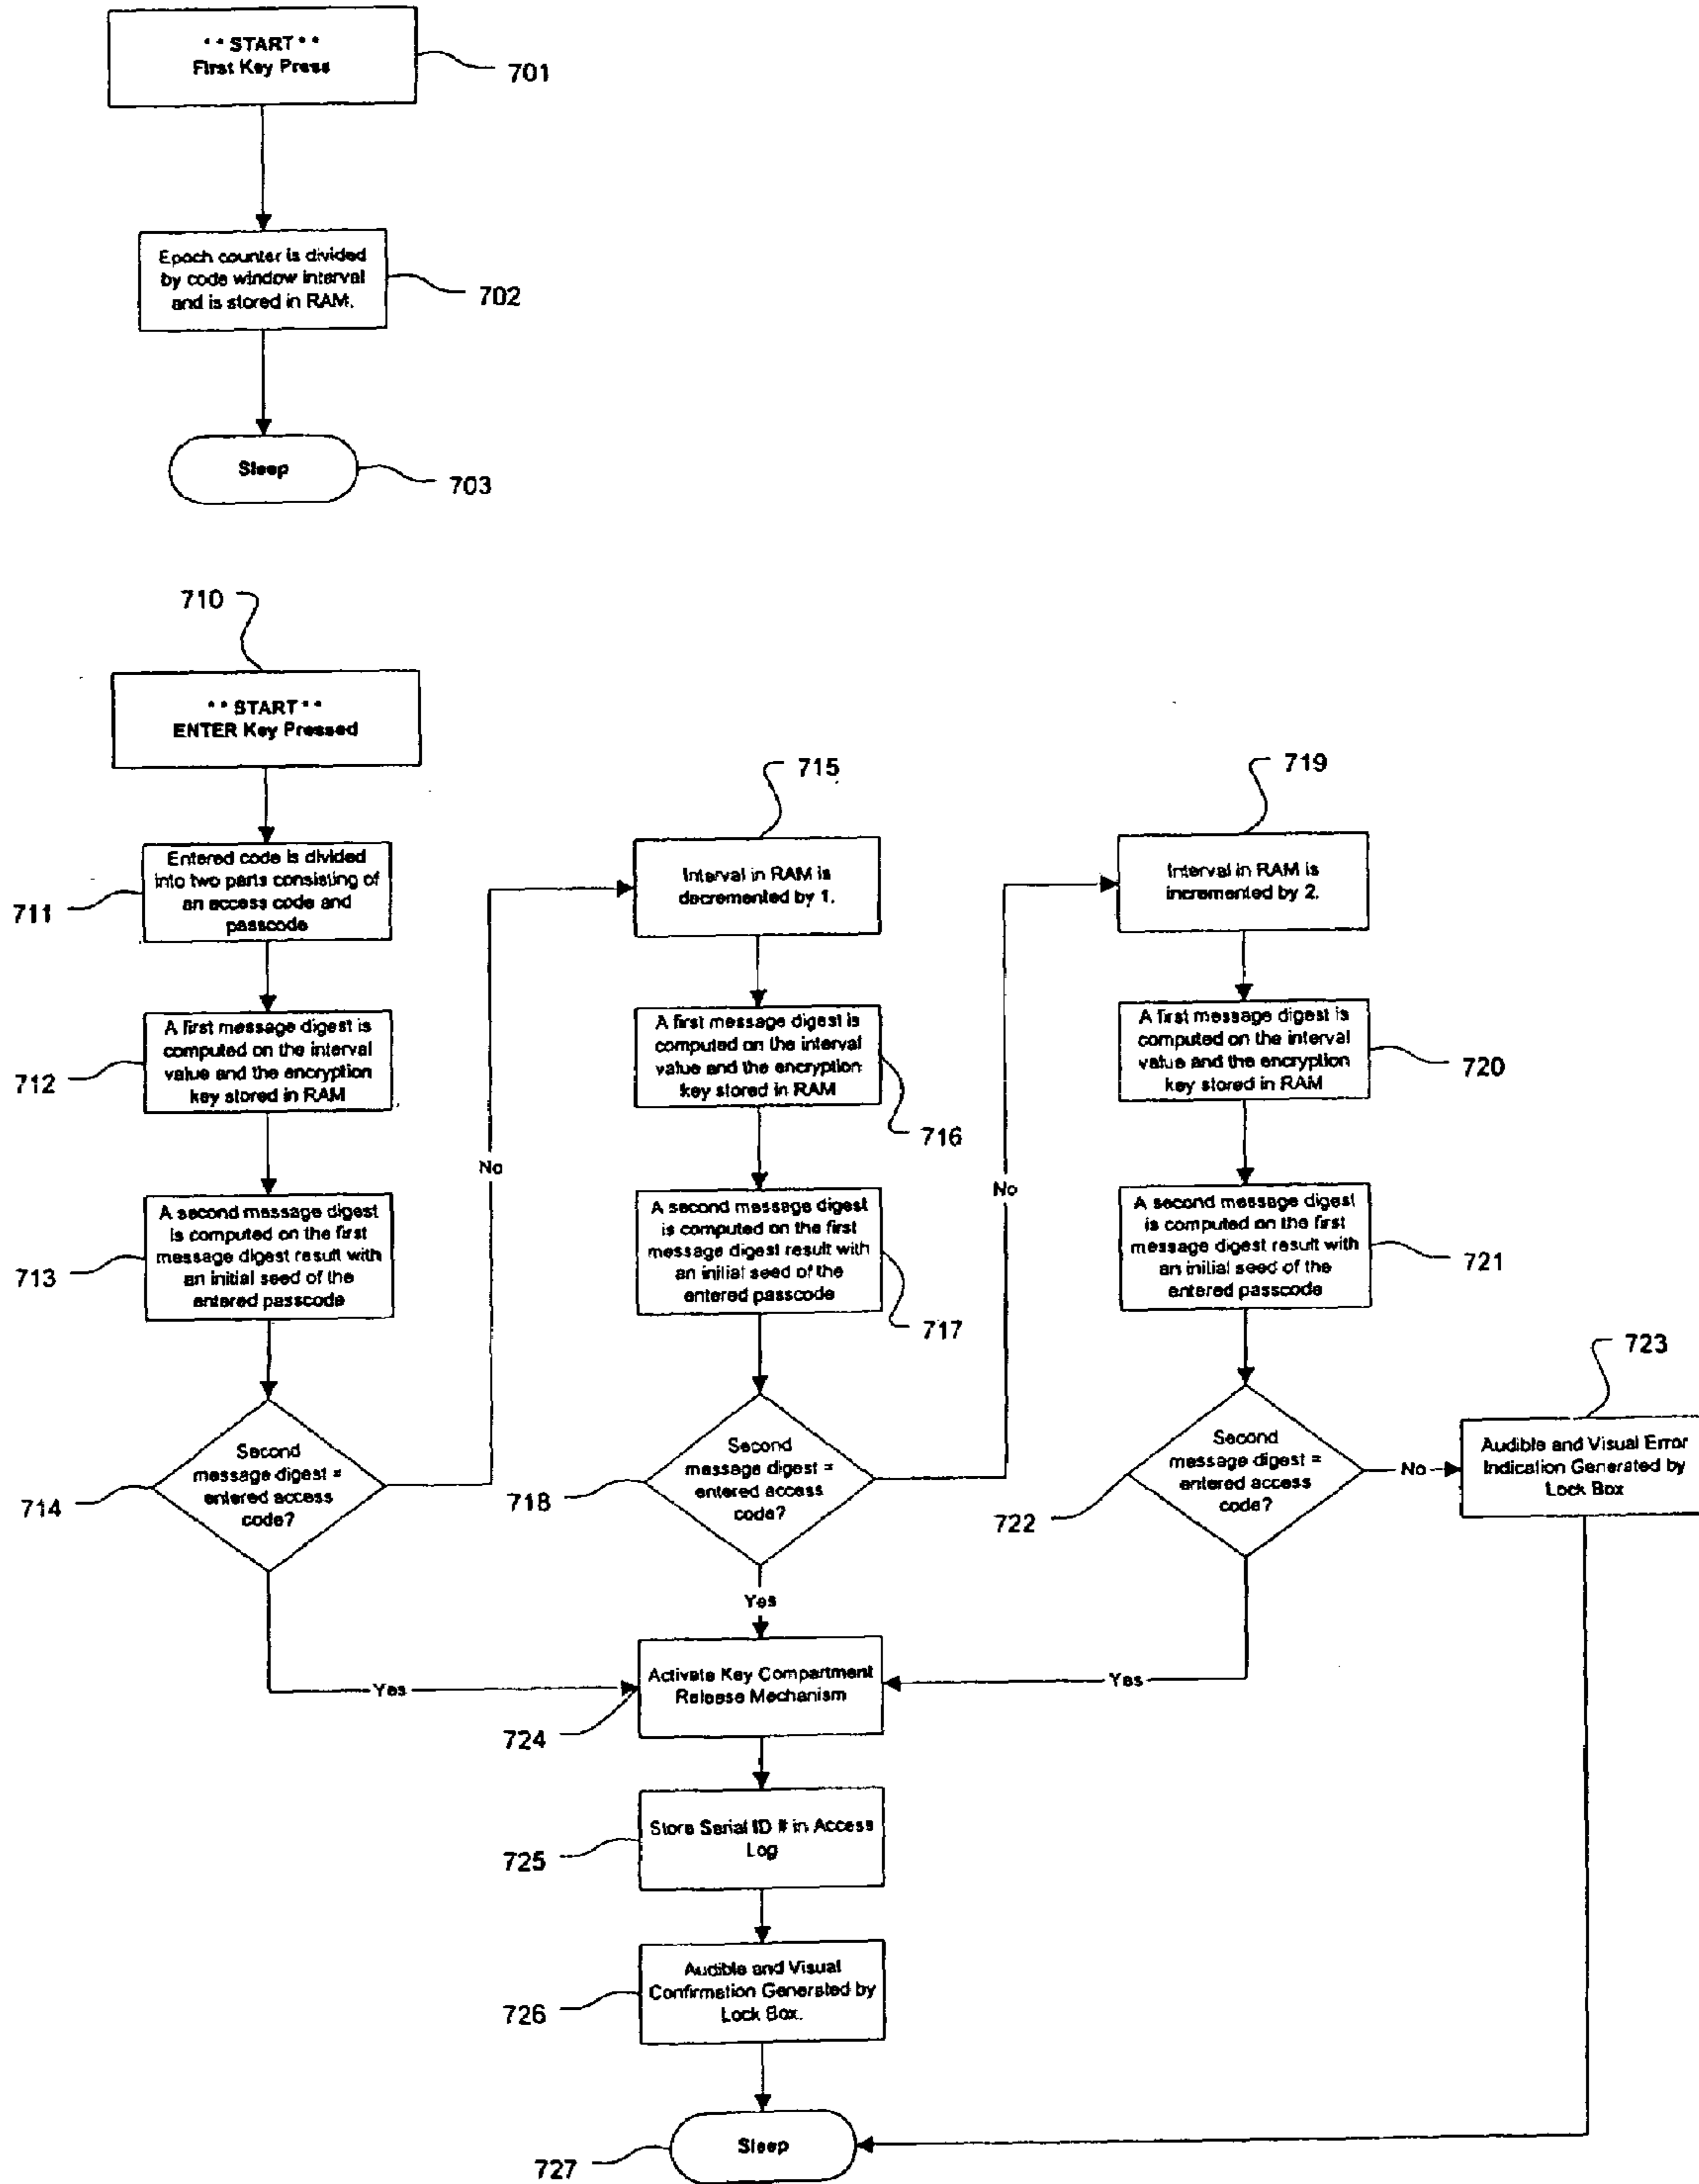 * * START * *
First Key Press
701
Epoch counter is divided
by code window interval
and is stored in RAM.
702
Sleep
703
710
* * START * *
ENTER Key Pressed
711
Entered code is divided
into two parts consisting of
an access code and
passcode
712
A first message digest is
computed on the interval
value and the encryption
key stored in RAM
713
A second message digest
is computed on the first
message digest result with
an initial seed of the
entered passcode
714
Second
message digest =
entered access
code?
No
Yes
715
Interval in RAM is
decremented by 1.
A first message digest is
computed on the interval
value and the encryption
key stored in RAM
716
A second message digest
is computed on the first
message digest result with
an initial seed of the
entered passcode
717
718
Second
message digest =
entered access
code?
No
Yes
719
Interval in RAM is
incremented by 2.
A first message digest is
computed on the interval
value and the encryption
key stored in RAM
720
A second message digest
is computed on the first
message digest result with
an initial seed of the
entered passcode
721
722
Second
message digest =
entered access
code?
No
Yes
723
Audible and Visual Error
Indication Generated by
Lock Box
724
Activate Key Compartment
Release Mechanism
725
Store Serial ID # in Access
Log
726
Audible and Visual
Confirmation Generated by
Lock Box.
727
Sleep